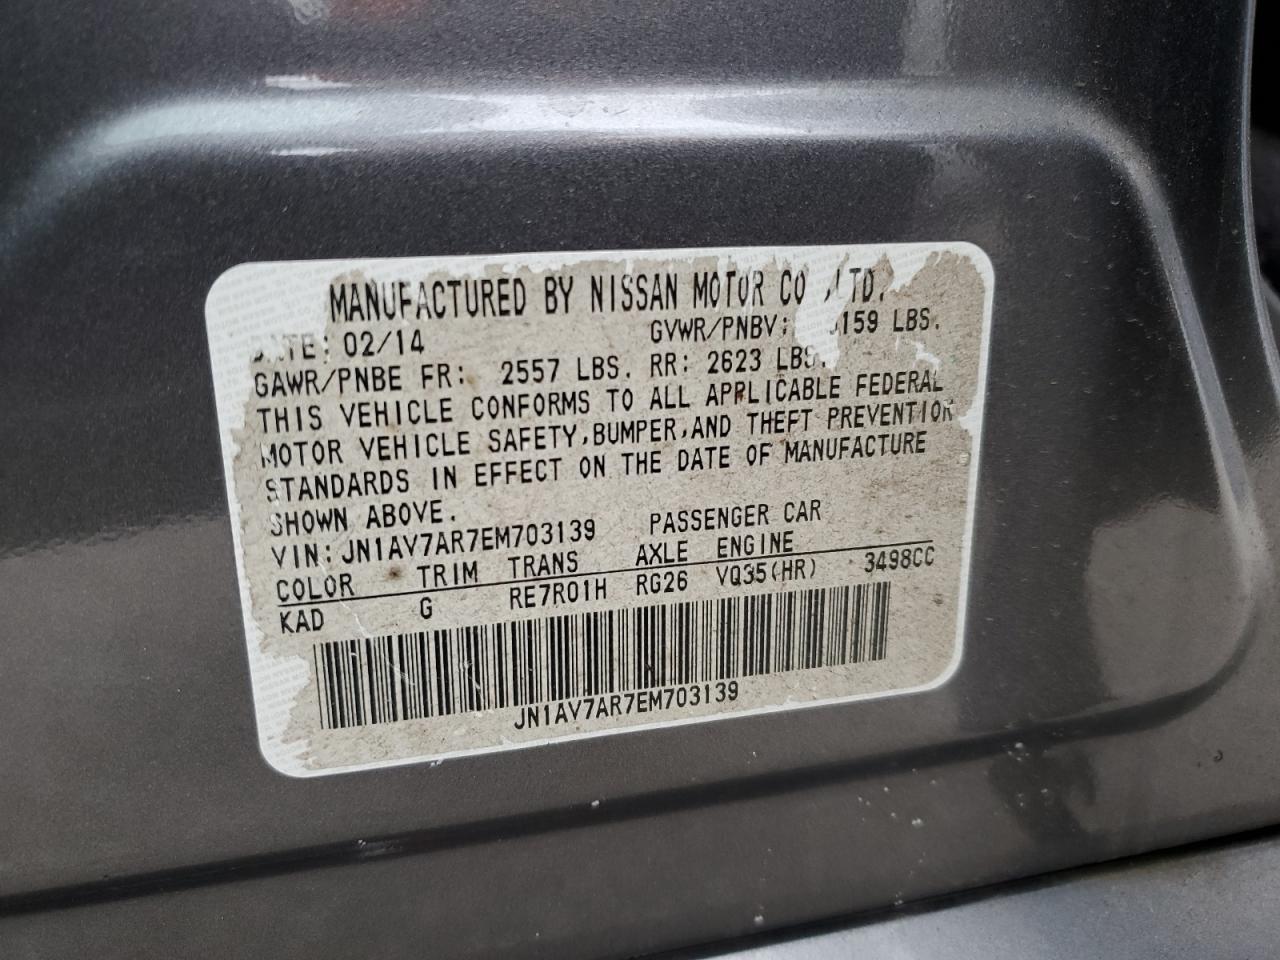 MANUFACTURED BY NISSAN MOTOR CO
02/14 GVWR/PNBV: LBS.
GAWR/PNBE FR: 2557 LBS. RR: 2623 LBS.
THIS VEHICLE CONFORMS TO ALL APPLICABLE FEDERAL
MOTOR VEHICLE SAFETY,BUMPER,AND THEFT PREVENTION
STANDARDS IN EFFECT ON THE DATE OF MANUFACTURE
SHOWN ABOVE.
VIN: JN1AV7AR7EM703139 PASSENGER CAR
COLOR TRIM TRANS AXLE ENGINE
KAD G RE7R01H RG26 VQ35(HR) 3498CC
JN1AV7AR7EM703139